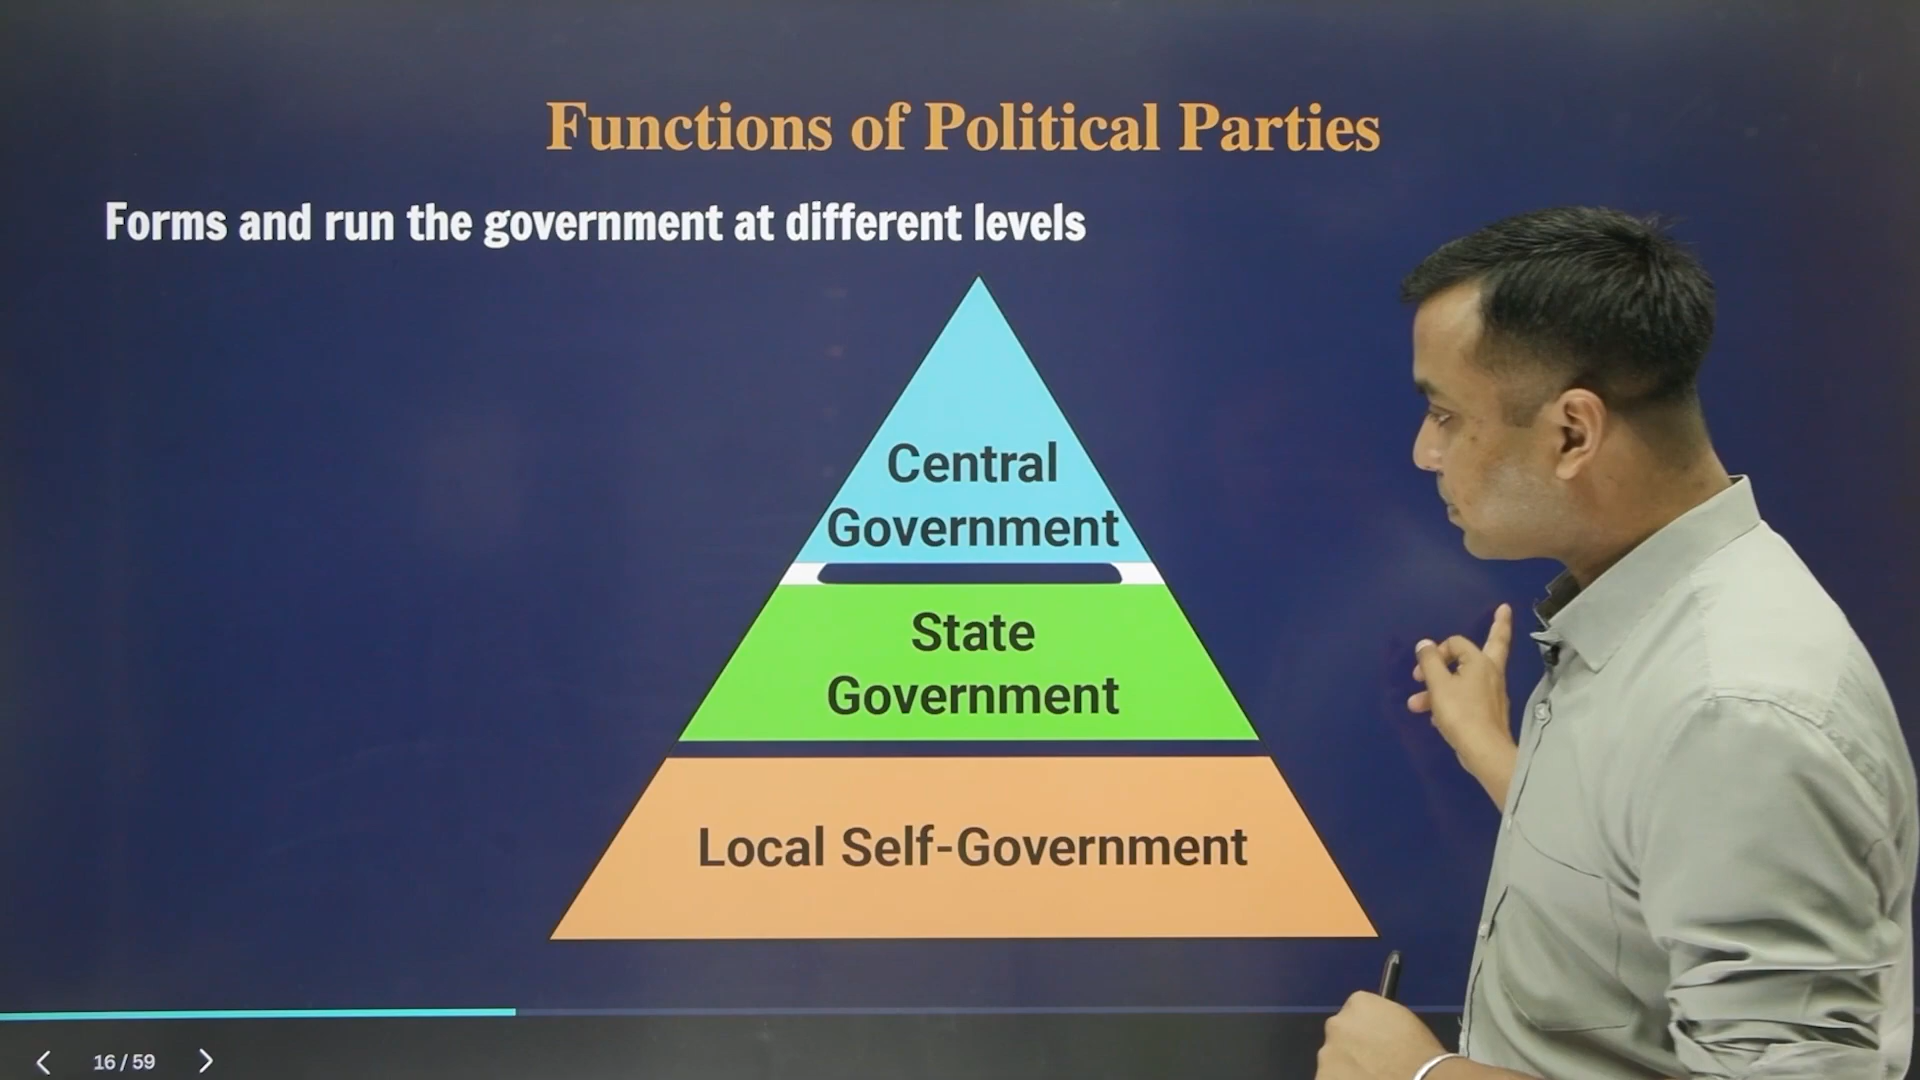 Functions of Political Parties
Forms and run the government at different levels
Central
Government
State
Government
Local Self-Government
16 / 59